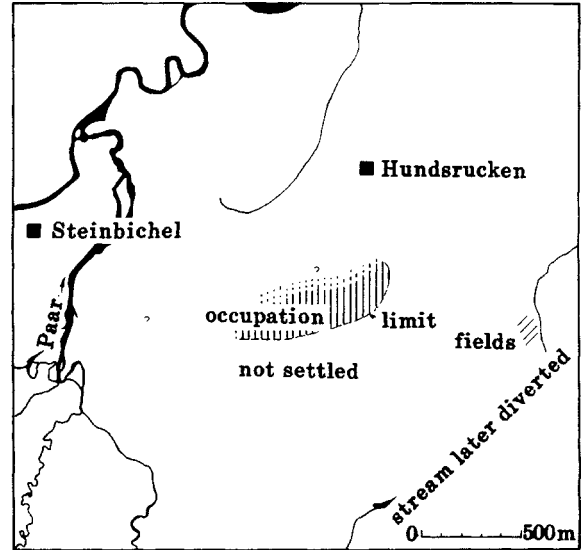 Hundsrucken
Steinbichel
Paar
occupation
limit
fields
not settled
stream later diverted
0 500m